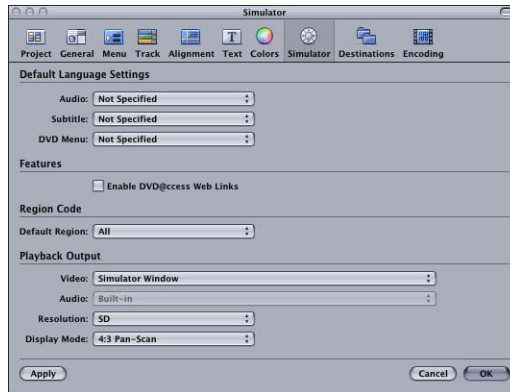 Simulator
Project General Menu Track Alignment Text Colors Simulator Destinations Encoding
Default Language Settings
Audio: Not Specified
Subtitle: Not Specified
DVD Menu: Not Specified
Features
Enable DVD@ccess Web Links
Region Code
Default Region: All
Playback Output
Video: Simulator Window
Audio: Built-in
Resolution: SD
Display Mode: 4:3 Pan-Scan
Apply Cancel OK